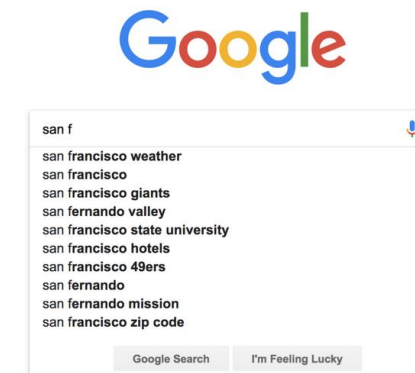 Google
san f
san francisco weather
san francisco
san francisco giants
san fernando valley
san francisco state university
san francisco hotels
san francisco 49ers
san fernando
san fernando mission
san francisco zip code
Google Search I'm Feeling Lucky